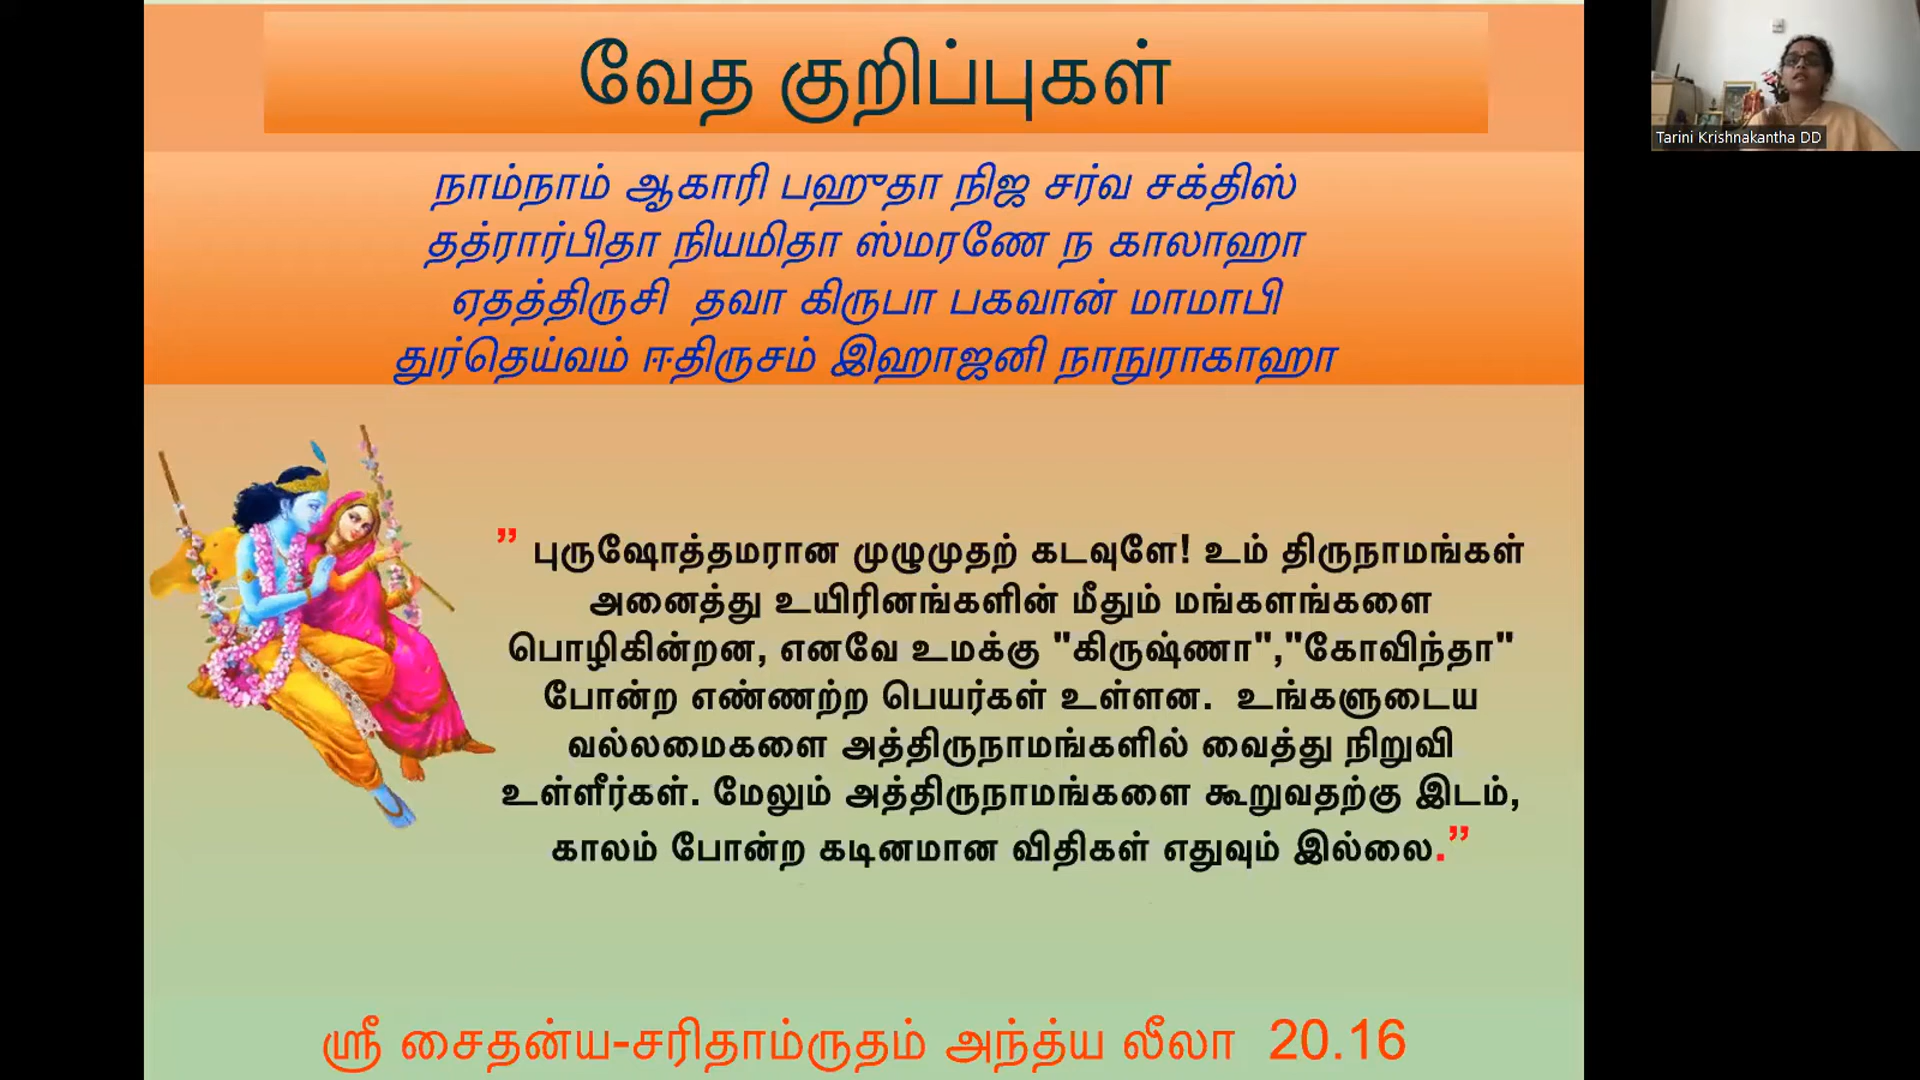 வேத குறிப்புகள்
Tarini Krishnakantha DD
நாம்நாம் ஆகாரி பஹுதா நிஜ சர்வ சக்திஸ்
தத்ரார்பிதா நியமிதா ஸ்மரணே ந காலாஹா
ஏதத்திருசி தவா கிருபா பகவான் மாமாபி
துர்தெய்வம் ஈதிருசம் இஹாஜனி நாநுராகாஹா
” புருஷோத்தமரான முழுமுதற் கடவுளே! உம் திருநாமங்கள்
அனைத்து உயிரினங்களின் மீதும் மங்களங்களை
பொழிகின்றன, எனவே உமக்கு "கிருஷ்ணா","கோவிந்தா"
போன்ற எண்ணற்ற பெயர்கள் உள்ளன. உங்களுடைய
வல்லமைகளை அத்திருநாமங்களில் வைத்து நிறுவி
உள்ளீர்கள். மேலும் அத்திருநாமங்களை கூறுவதற்கு இடம்,
காலம் போன்ற கடினமான விதிகள் எதுவும் இல்லை.”
ஸ்ரீ சைதன்ய-சரிதாம்ருதம் அந்த்ய லீலா 20.16